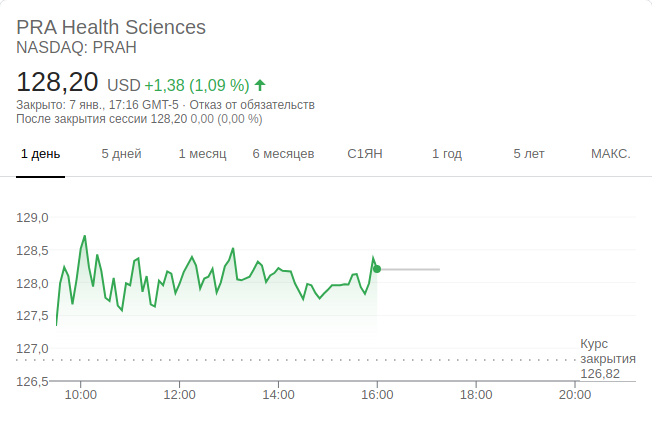 PRA Health Sciences
NASDAQ: PRAH
128,20 USD +1,38 (1,09 %)
Закрыто: 7 янв., 17:16 GMT-5 · Отказ от обязательств
После закрытия сессии 128,20 0,00 (0,00 %)
1 день 5 дней 1 месяц 6 месяцев С1ЯН 1 год 5 лет МАКС.
129,0
128,5
128,0
127,5
127,0
126,5
Курс
закрытия
126,82
10:00 12:00 14:00 16:00 18:00 20:00